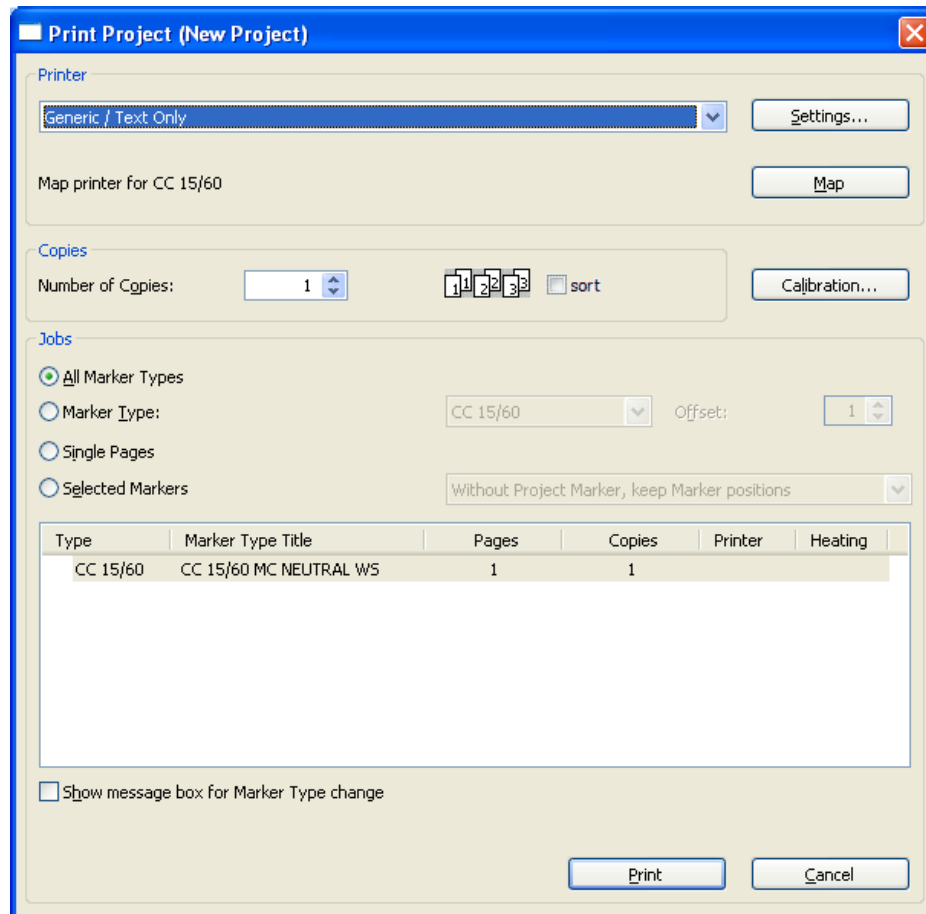 Print Project (New Project)
Printer
Generic / Text Only
Settings...
Map printer for CC 15/60
Map
Copies
Number of Copies:
1
1 1 2 2 3 3
sort
Calibration...
Jobs
All Marker Types
Marker Type:
CC 15/60
Offset:
1
Single Pages
Selected Markers
Without Project Marker, keep Marker positions
Type Marker Type Title Pages Copies Printer Heating
CC 15/60 CC 15/60 MC NEUTRAL WS 1 1
Show message box for Marker Type change
Print
Cancel